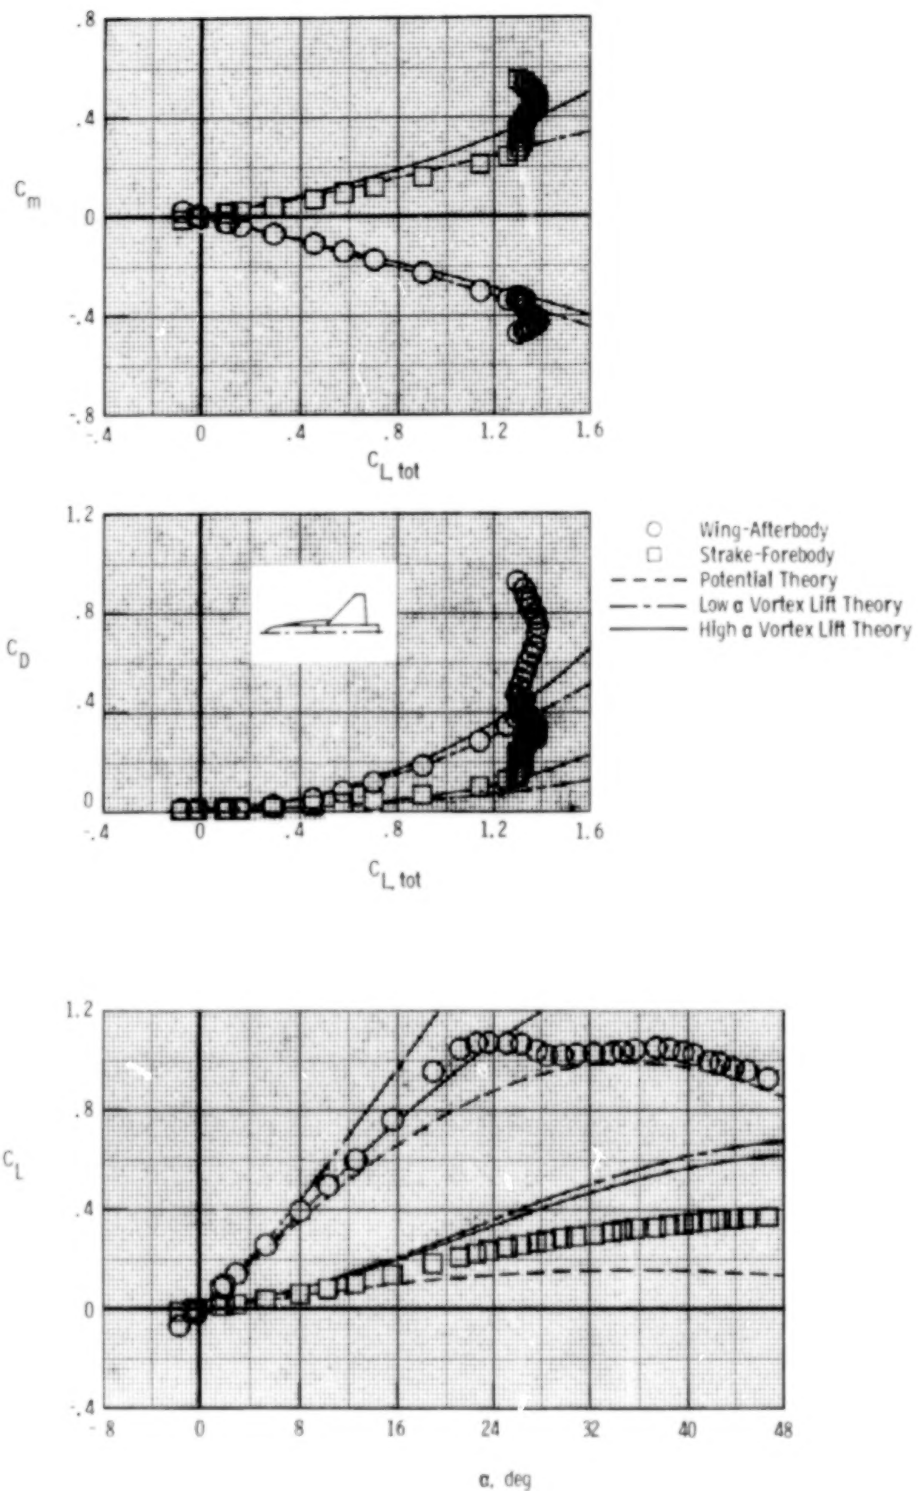 .8
.4
C_m
0
-.4
-.8
-.4 0 .4 .8 1.2 1.6
C_L, tot
1.2
.8
C_D
.4
0
-.4 0 .4 .8 1.2 1.6
C_L, tot
Wing-Afterbody
Strake-Forebody
Potential Theory
Low α Vortex Lift Theory
High α Vortex Lift Theory
1.2
.8
C_L
.4
0
-.4
-8 0 8 16 24 32 40 48
α, deg